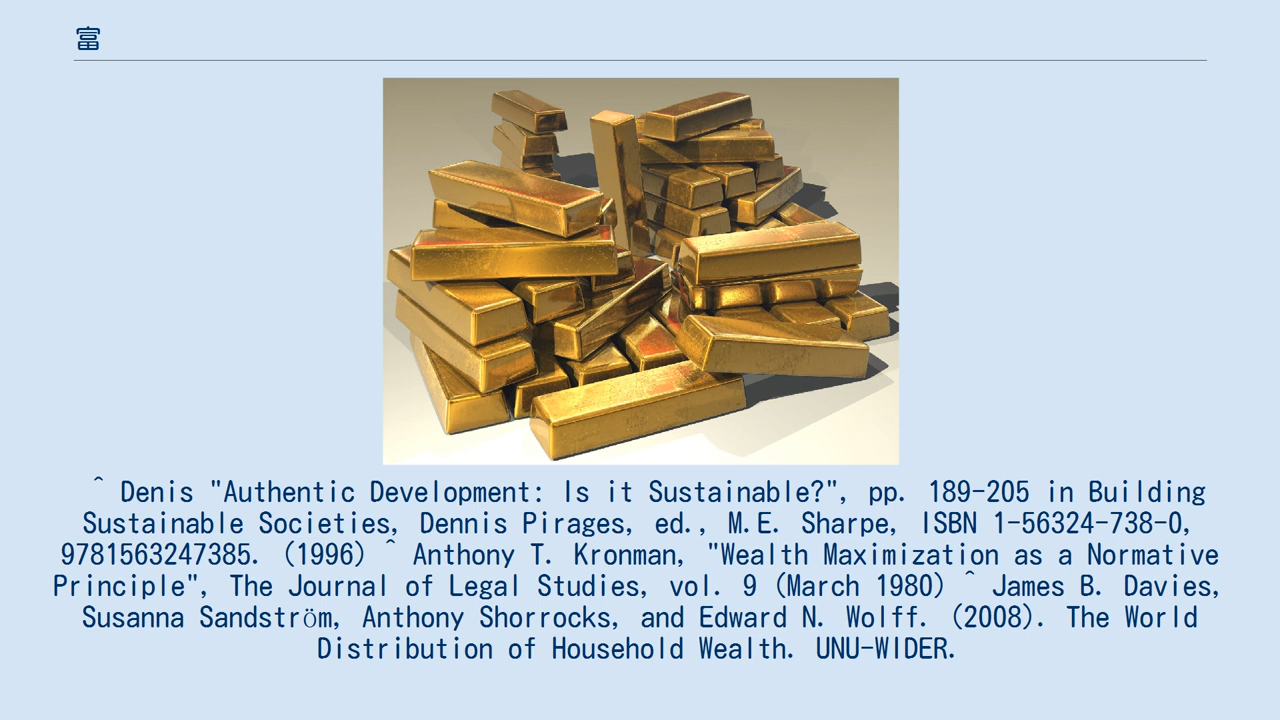 富
^ Denis "Authentic Development: Is it Sustainable?", pp. 189-205 in Building
Sustainable Societies, Dennis Pirages, ed., M.E. Sharpe, ISBN 1-56324-738-0,
9781563247385. (1996) ^ Anthony T. Kronman, "Wealth Maximization as a Normative
Principle", The Journal of Legal Studies, vol. 9 (March 1980) ^ James B. Davies,
Susanna Sandström, Anthony Shorrocks, and Edward N. Wolff. (2008). The World
Distribution of Household Wealth. UNU-WIDER.